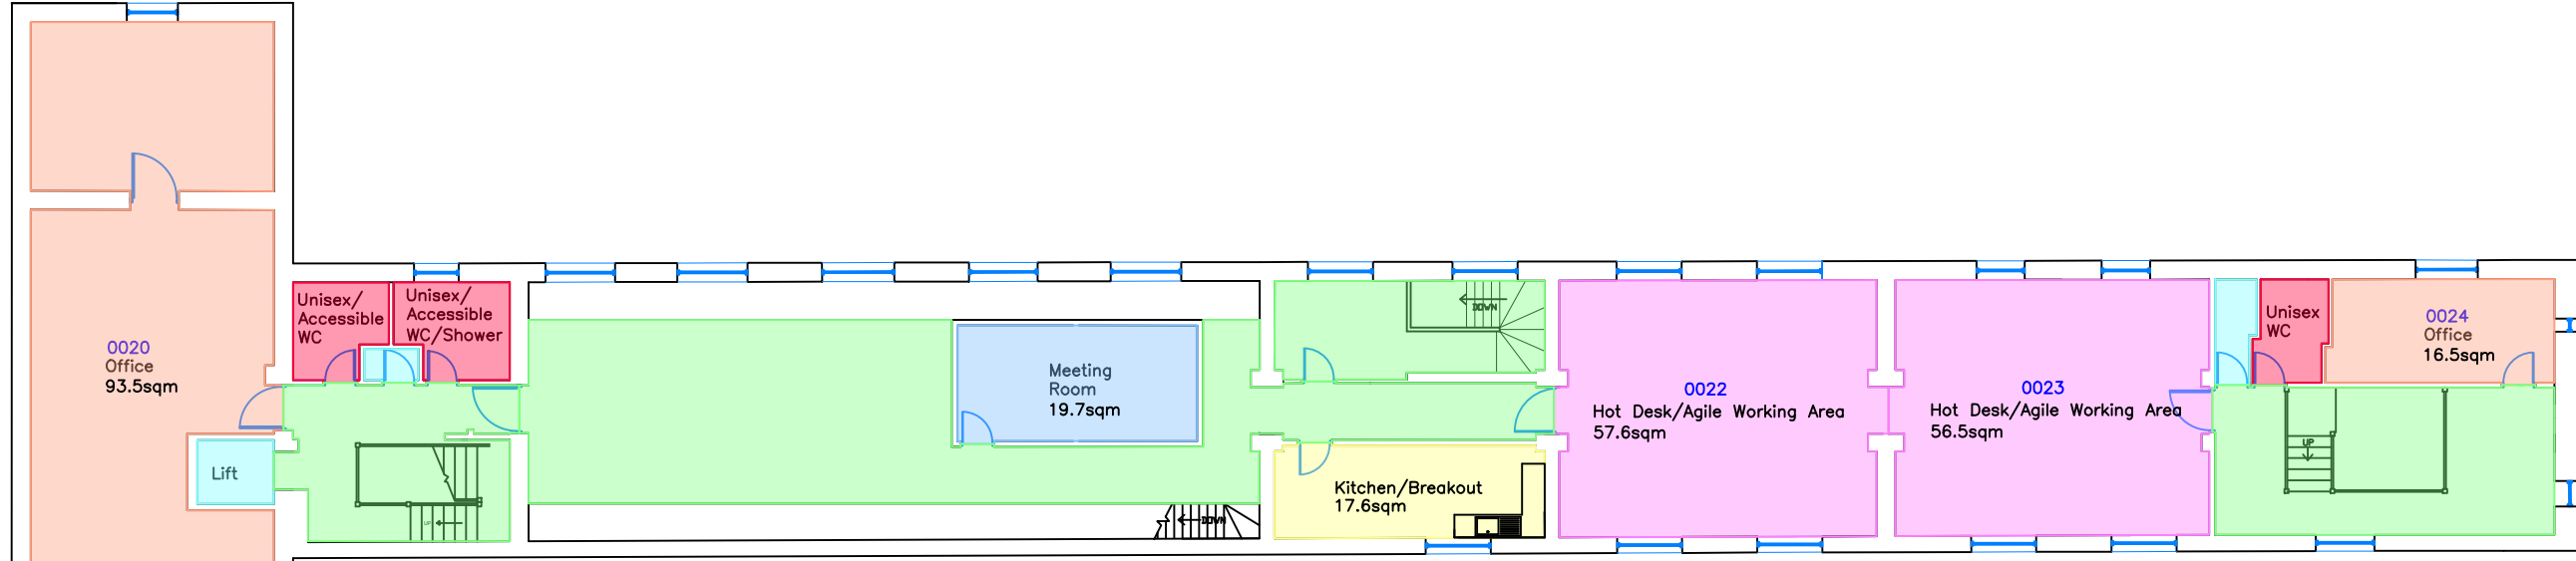 0020
Office
93.5sqm
Unisex/
Accessible
WC
Unisex/
Accessible
WC/Shower
Lift
UP
Meeting
Room
19.7sqm
DOWN
DOWN
Kitchen/Breakout
17.6sqm
0022
Hot Desk/Agile Working Area
57.6sqm
0023
Hot Desk/Agile Working Area
56.5sqm
Unisex
WC
0024
Office
16.5sqm
UP